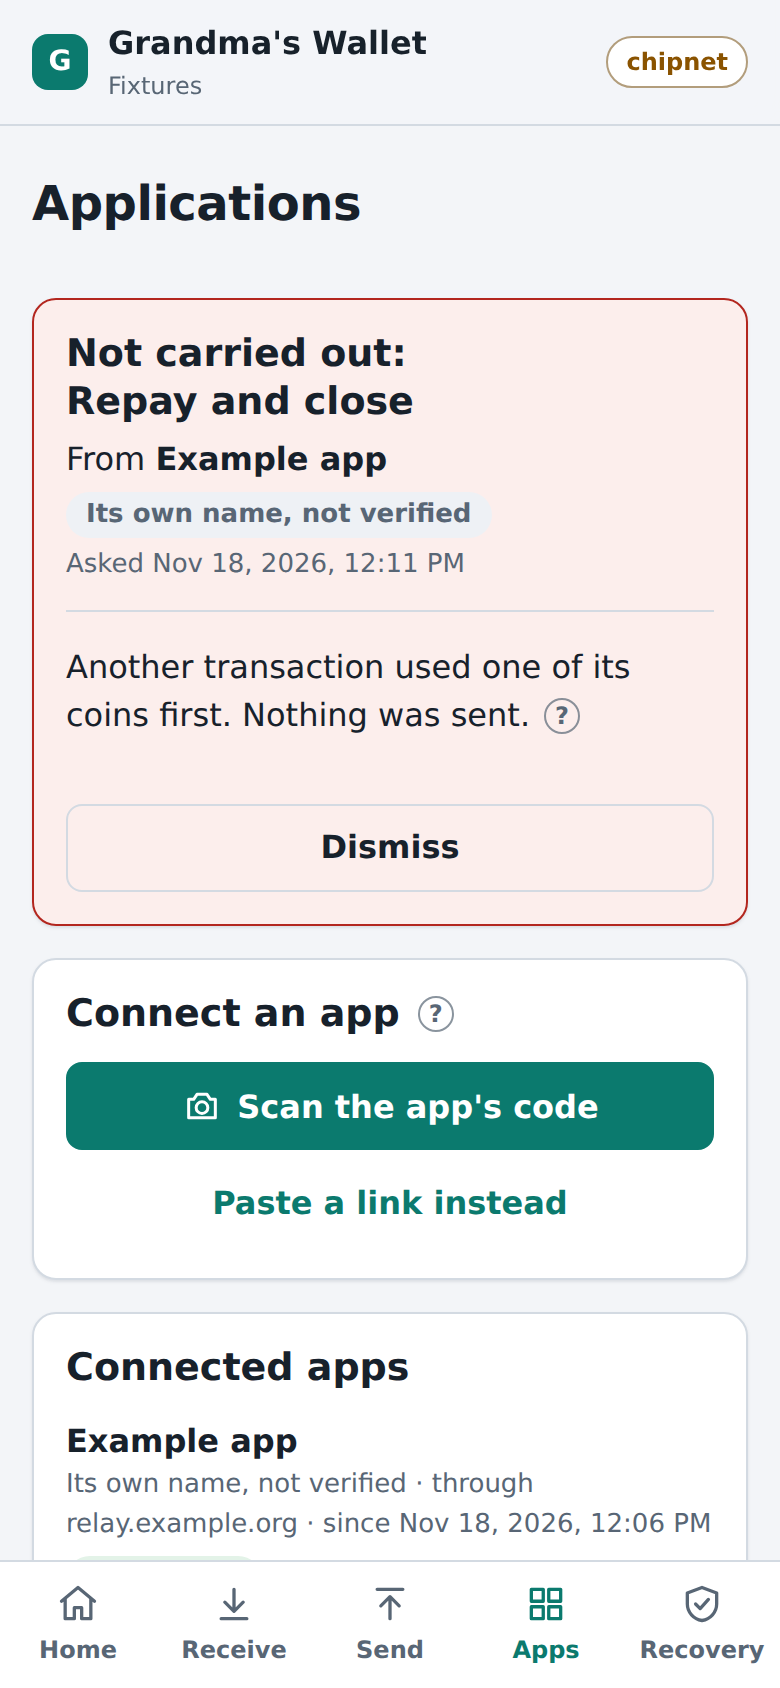 G
Grandma's Wallet
Fixtures
chipnet
Applications
Not carried out:
Repay and close
From Example app
Its own name, not verified
Asked Nov 18, 2026, 12:11 PM
Another transaction used one of its
coins first. Nothing was sent. ?
Dismiss
Connect an app ?
Scan the app's code
Paste a link instead
Connected apps
Example app
Its own name, not verified · through
relay.example.org · since Nov 18, 2026, 12:06 PM
Home
Receive
Send
Apps
Recovery